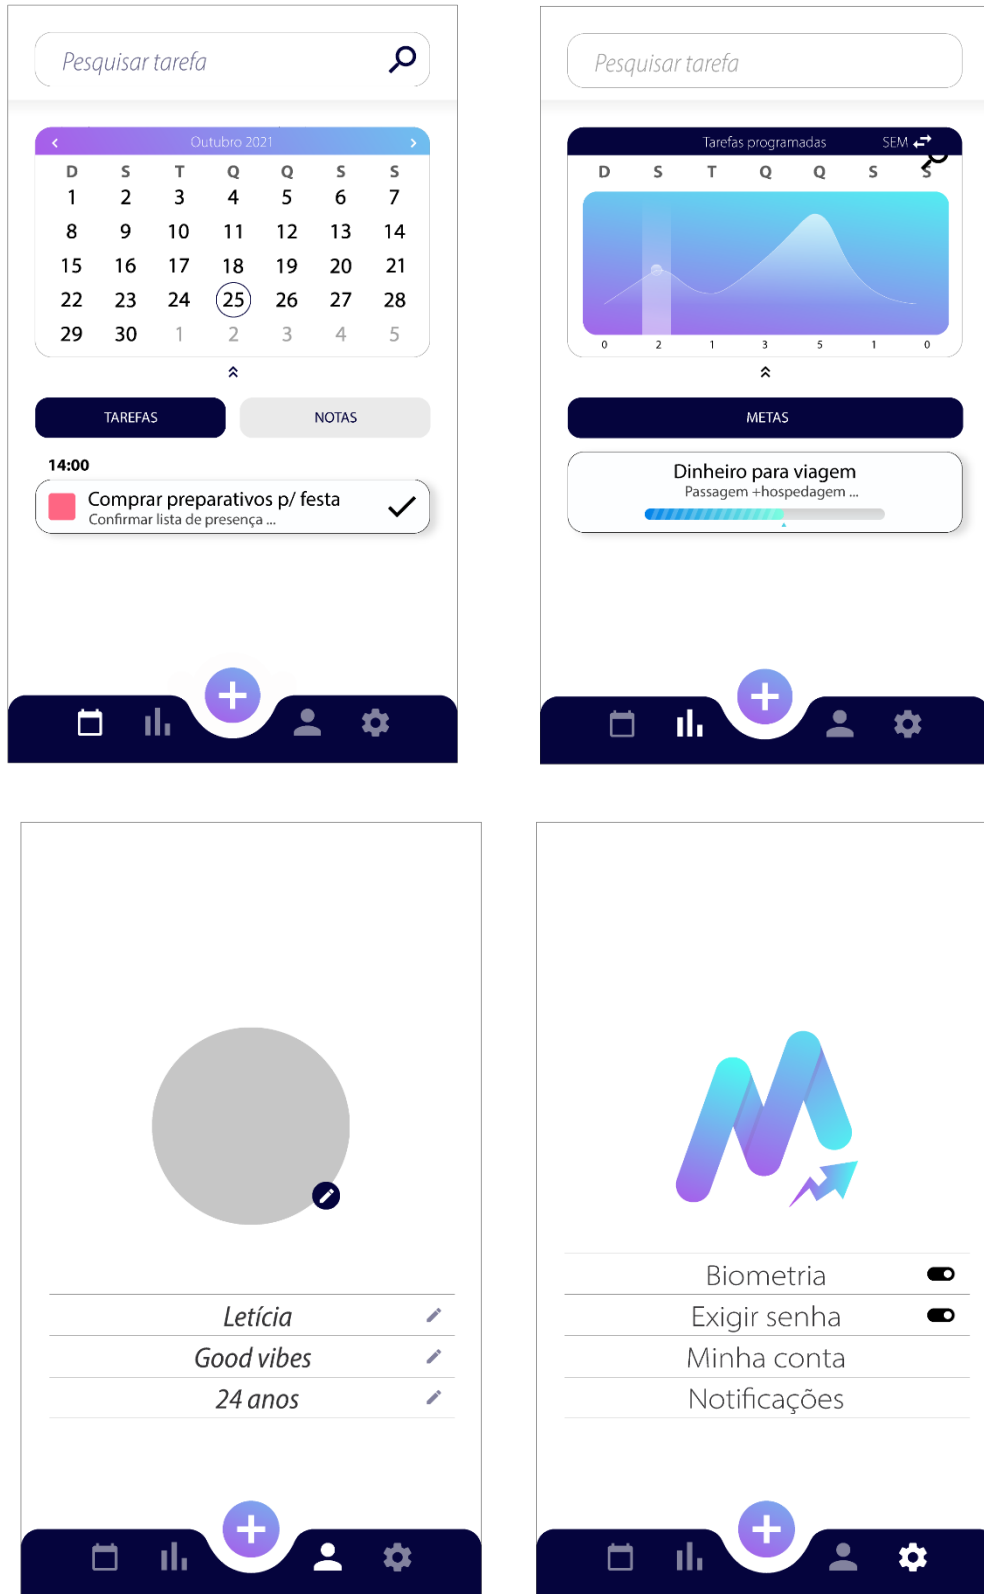 Pesquisar tarefa
Outubro 2021
D S T Q Q S S
1 2 3 4 5 6 7
8 9 10 11 12 13 14
15 16 17 18 19 20 21
22 23 24 25 26 27 28
29 30 1 2 3 4 5
TAREFAS NOTAS
14:00
Comprar preparativos p/ festa
Confirmar lista de presença ...
Pesquisar tarefa
Tarefas programadas SEM
D S T Q Q S S
0 2 1 3 5 1 0
METAS
Dinheiro para viagem
Passagem +hospedagem ...
Letícia
Good vibes
24 anos
Biometria
Exigir senha
Minha conta
Notificações